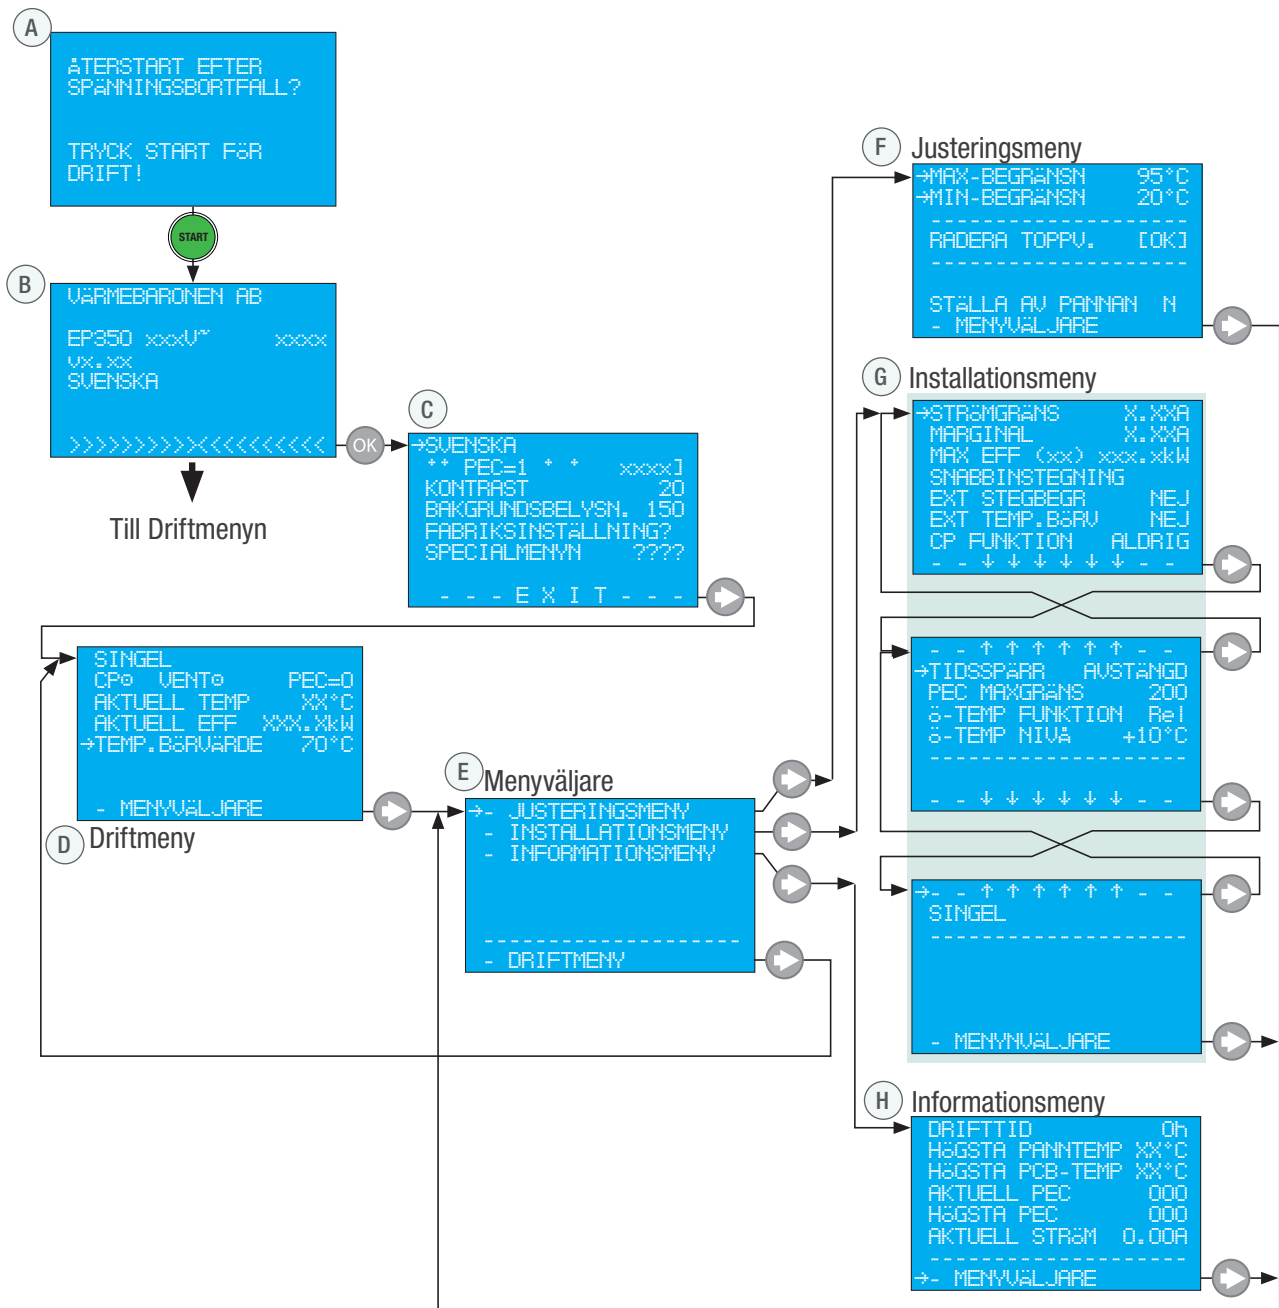 A
ÅTERSTART EFTER
SPÄNNINGSBORTFALL?
TRYCK START FÖR
DRIFT!
START
B
VÄRMEBARONEN AB
EP350 xxxV~ xxxx
vx.xx
SVENSKA
>>>>>>>>>><<<<<<<<<<
OK
Till Driftmenyn
C
→SVENSKA
++ PEC=1 + + xxxx]
KONTRAST 20
BAKGRUNDSBELYSN. 150
FABRIKSINSTÄLLNING?
SPECIALMENYN ????
- - - E X I T - - -
SINGEL
CP⊙ VENT⊙ PEC=0
AKTUELL TEMP XX°C
AKTUELL EFF XXX.XkW
→TEMP.BÖRVÄRDE 70°C
- MENYVÄLJARE
D Driftmeny
E Menyväljare
→- JUSTERINGSMENY
- INSTALLATIONSMENY
- INFORMATIONSMENY
--------------------
- DRIFTMENY
F Justeringsmeny
→MAX-BEGRÄNSN 95°C
→MIN-BEGRÄNSN 20°C
--------------------
RADERA TOPPV. [OK]
--------------------
STÄLLA AV PANNAN N
- MENYVÄLJARE
G Installationsmeny
→STRÖMGRÄNS X.XXA
MARGINAL X.XXA
MAX EFF (xx) xxx.xkW
SNABBINSTEGNING
EXT STEGBEGR NEJ
EXT TEMP.BÖRV NEJ
CP FUNKTION ALDRIG
- - ↓ ↓ ↓ ↓ ↓ ↓ - -
- - ↑ ↑ ↑ ↑ ↑ ↑ - -
→TIDSSPÄRR AVSTÄNGD
PEC MAXGRÄNS 200
ö-TEMP FUNKTION Rel
ö-TEMP NIVÅ +10°C
--------------------
- - ↓ ↓ ↓ ↓ ↓ ↓ - -
→- - ↑ ↑ ↑ ↑ ↑ ↑ - -
SINGEL
--------------------
- MENYNVÄLJARE
H Informationsmeny
DRIFTTID 0h
HÖGSTA PANNTEMP XX°C
HÖGSTA PCB-TEMP XX°C
AKTUELL PEC 000
HÖGSTA PEC 000
AKTUELL STRÖM 0.00A
--------------------
→- MENYVÄLJARE